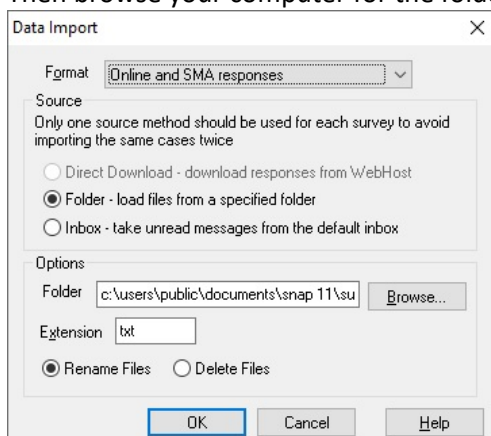 Then browse your computer for the folde
Data Import
Format Online and SMA responses
Source
Only one source method should be used for each survey to avoid
importing the same cases twice
Direct Download - download responses from WebHost
Folder - load files from a specified folder
Inbox - take unread messages from the default inbox
Options
Folder c:\users\public\documents\snap 11\su Browse...
Extension txt
Rename Files Delete Files
OK Cancel Help